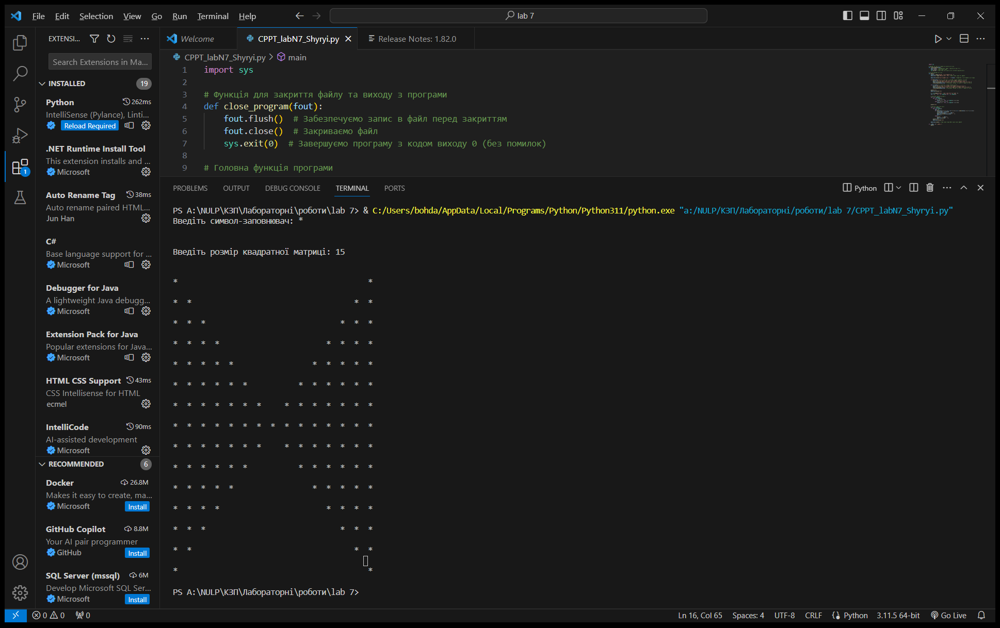 File Edit Selection View Go Run Terminal Help
lab 7
EXTENSI...
Search Extensions in Ma...
INSTALLED 19
Python 262ms
IntelliSense (Pylance), Linti...
Reload Required
.NET Runtime Install Tool
This extension installs and ...
Microsoft
Auto Rename Tag 38ms
Auto rename paired HTML...
Jun Han
C#
Base language support for ...
Microsoft
Debugger for Java
A lightweight Java debugg...
Microsoft
Extension Pack for Java
Popular extensions for Java...
Microsoft
HTML CSS Support 43ms
CSS Intellisense for HTML
ecmel
IntelliCode 90ms
AI-assisted development
Microsoft
RECOMMENDED 6
Docker 26.8M
Makes it easy to create, ma...
Microsoft Install
GitHub Copilot 8.8M
Your AI pair programmer
GitHub Install
SQL Server (mssql) 6M
Develop Microsoft SQL Ser...
Microsoft Install
1
Welcome CPPT_labN7_Shyryi.py Release Notes: 1.82.0
CPPT_labN7_Shyryi.py > main
1 import sys
2
3 # Функція для закриття файлу та виходу з програми
4 def close_program(fout):
5 fout.flush() # Забезпечуємо запис в файл перед закриттям
6 fout.close() # Закриваємо файл
7 sys.exit(0) # Завершуємо програму з кодом виходу 0 (без помилок)
8
9 # Головна функція програми
PROBLEMS OUTPUT DEBUG CONSOLE TERMINAL PORTS Python
PS A:\NULP\КЗП\Лабораторні\роботи\lab 7> & C:/Users/bohda/AppData/Local/Programs/Python/Python311/python.exe "a:/NULP/КЗП/Лабораторні/роботи/lab 7/CPPT_labN7_Shyryi.py"
Введіть символ-заповнювач: *
Введіть розмір квадратної матриці: 15
*                                         *
*  *                                   *  *
*  *  *                             *  *  *
*  *  *  *                       *  *  *  *
*  *  *  *  *                 *  *  *  *  *
*  *  *  *  *  *           *  *  *  *  *  *
*  *  *  *  *  *  *     *  *  *  *  *  *  *
*  *  *  *  *  *  *  *  *  *  *  *  *  *  *
*  *  *  *  *  *  *     *  *  *  *  *  *  *
*  *  *  *  *  *           *  *  *  *  *  *
*  *  *  *  *                 *  *  *  *  *
*  *  *  *                       *  *  *  *
*  *  *                             *  *  *
*  *                                   *  *
*                                         *
PS A:\NULP\КЗП\Лабораторні\роботи\lab 7>
0 0 0 Ln 16, Col 65 Spaces: 4 UTF-8 CRLF Python 3.11.5 64-bit Go Live